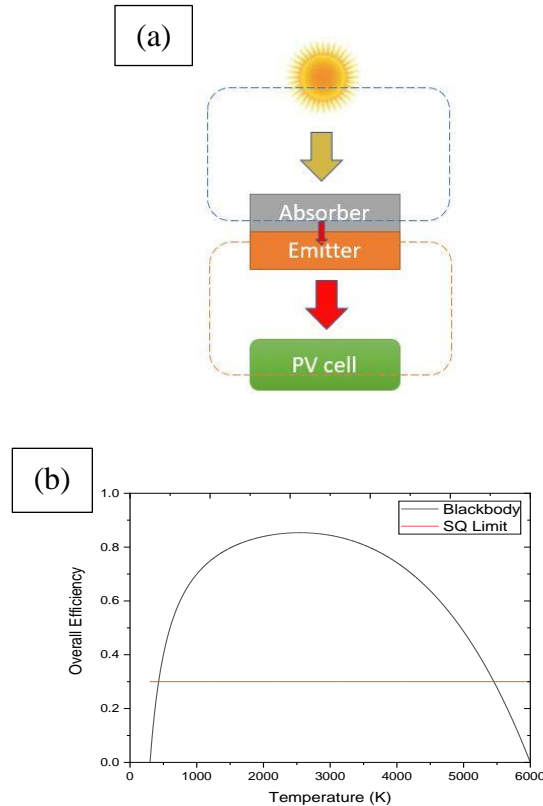 (a)
Absorber
Emitter
PV cell
(b)
Blackbody
SQ Limit
Overall Efficiency
1.0
0.8
0.6
0.4
0.2
0.0
0 1000 2000 3000 4000 5000 6000
Temperature (K)